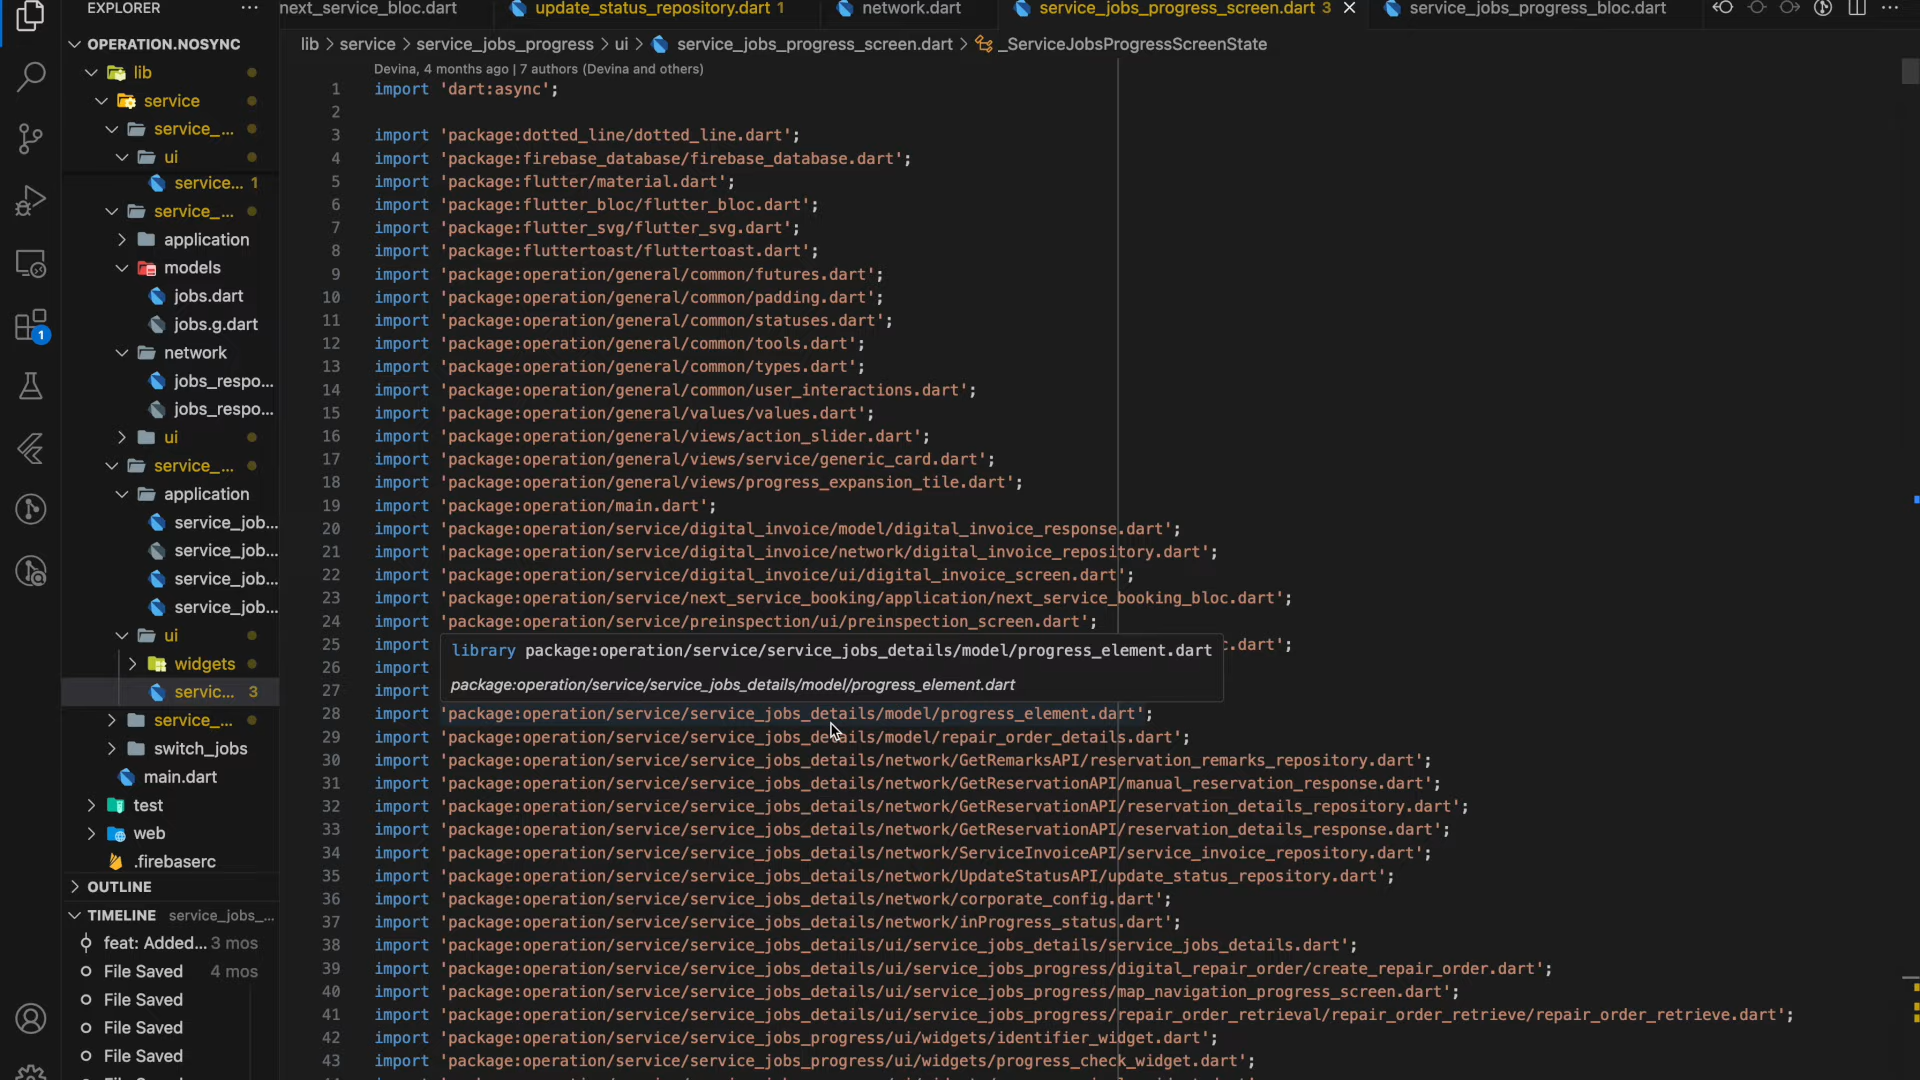 EXPLORER
OPERATION.NOSYNC
lib
service
service_...
ui
service... 1
service_...
application
models
jobs.dart
jobs.g.dart
network
jobs_respo...
jobs_respo...
ui
service_...
application
service_job...
service_job...
service_job...
service_job...
ui
widgets
servic... 3
service_...
switch_jobs
main.dart
test
web
.firebaserc
OUTLINE
TIMELINE service_jobs_...
feat: Added... 3 mos
File Saved 4 mos
File Saved
File Saved
File Saved
1
next_service_bloc.dart
update_status_repository.dart 1
network.dart
service_jobs_progress_screen.dart 3
service_jobs_progress_bloc.dart
lib > service > service_jobs_progress > ui > service_jobs_progress_screen.dart > _ServiceJobsProgressScreenState
Devina, 4 months ago | 7 authors (Devina and others)
1 import 'dart:async';
2
3 import 'package:dotted_line/dotted_line.dart';
4 import 'package:firebase_database/firebase_database.dart';
5 import 'package:flutter/material.dart';
6 import 'package:flutter_bloc/flutter_bloc.dart';
7 import 'package:flutter_svg/flutter_svg.dart';
8 import 'package:fluttertoast/fluttertoast.dart';
9 import 'package:operation/general/common/futures.dart';
10 import 'package:operation/general/common/padding.dart';
11 import 'package:operation/general/common/statuses.dart';
12 import 'package:operation/general/common/tools.dart';
13 import 'package:operation/general/common/types.dart';
14 import 'package:operation/general/common/user_interactions.dart';
15 import 'package:operation/general/values/values.dart';
16 import 'package:operation/general/views/action_slider.dart';
17 import 'package:operation/general/views/service/generic_card.dart';
18 import 'package:operation/general/views/progress_expansion_tile.dart';
19 import 'package:operation/main.dart';
20 import 'package:operation/service/digital_invoice/model/digital_invoice_response.dart';
21 import 'package:operation/service/digital_invoice/network/digital_invoice_repository.dart';
22 import 'package:operation/service/digital_invoice/ui/digital_invoice_screen.dart';
23 import 'package:operation/service/next_service_booking/application/next_service_booking_bloc.dart';
24 import 'package:operation/service/preinspection/ui/preinspection_screen.dart';
25 import c.dart';
26 import
27 import
library package:operation/service/service_jobs_details/model/progress_element.dart
package:operation/service/service_jobs_details/model/progress_element.dart
28 import 'package:operation/service/service_jobs_details/model/progress_element.dart';
29 import 'package:operation/service/service_jobs_details/model/repair_order_details.dart';
30 import 'package:operation/service/service_jobs_details/network/GetRemarksAPI/reservation_remarks_repository.dart';
31 import 'package:operation/service/service_jobs_details/network/GetReservationAPI/manual_reservation_response.dart';
32 import 'package:operation/service/service_jobs_details/network/GetReservationAPI/reservation_details_repository.dart';
33 import 'package:operation/service/service_jobs_details/network/GetReservationAPI/reservation_details_response.dart';
34 import 'package:operation/service/service_jobs_details/network/ServiceInvoiceAPI/service_invoice_repository.dart';
35 import 'package:operation/service/service_jobs_details/network/UpdateStatusAPI/update_status_repository.dart';
36 import 'package:operation/service/service_jobs_details/network/corporate_config.dart';
37 import 'package:operation/service/service_jobs_details/network/inProgress_status.dart';
38 import 'package:operation/service/service_jobs_details/ui/service_jobs_details/service_jobs_details.dart';
39 import 'package:operation/service/service_jobs_details/ui/service_jobs_progress/digital_repair_order/create_repair_order.dart';
40 import 'package:operation/service/service_jobs_details/ui/service_jobs_progress/map_navigation_progress_screen.dart';
41 import 'package:operation/service/service_jobs_details/ui/service_jobs_progress/repair_order_retrieval/repair_order_retrieve/repair_order_retrieve.dart';
42 import 'package:operation/service/service_jobs_progress/ui/widgets/identifier_widget.dart';
43 import 'package:operation/service/service_jobs_progress/ui/widgets/progress_check_widget.dart';